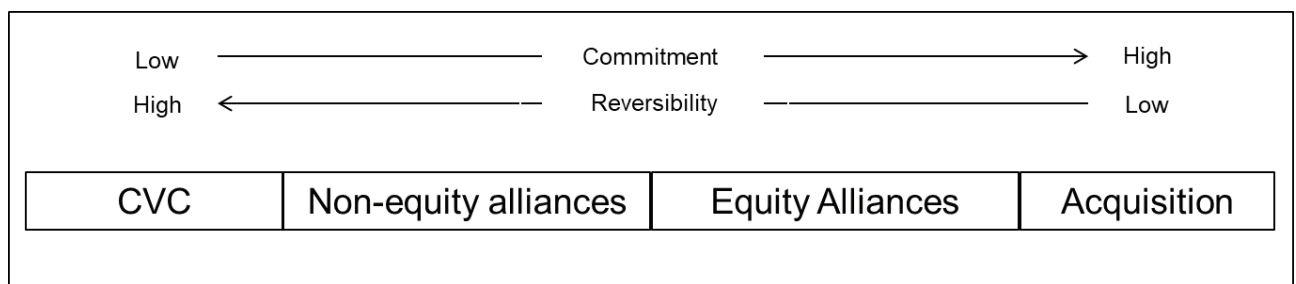 Low Commitment High
High Reversibility Low
CVC Non-equity alliances Equity Alliances Acquisition